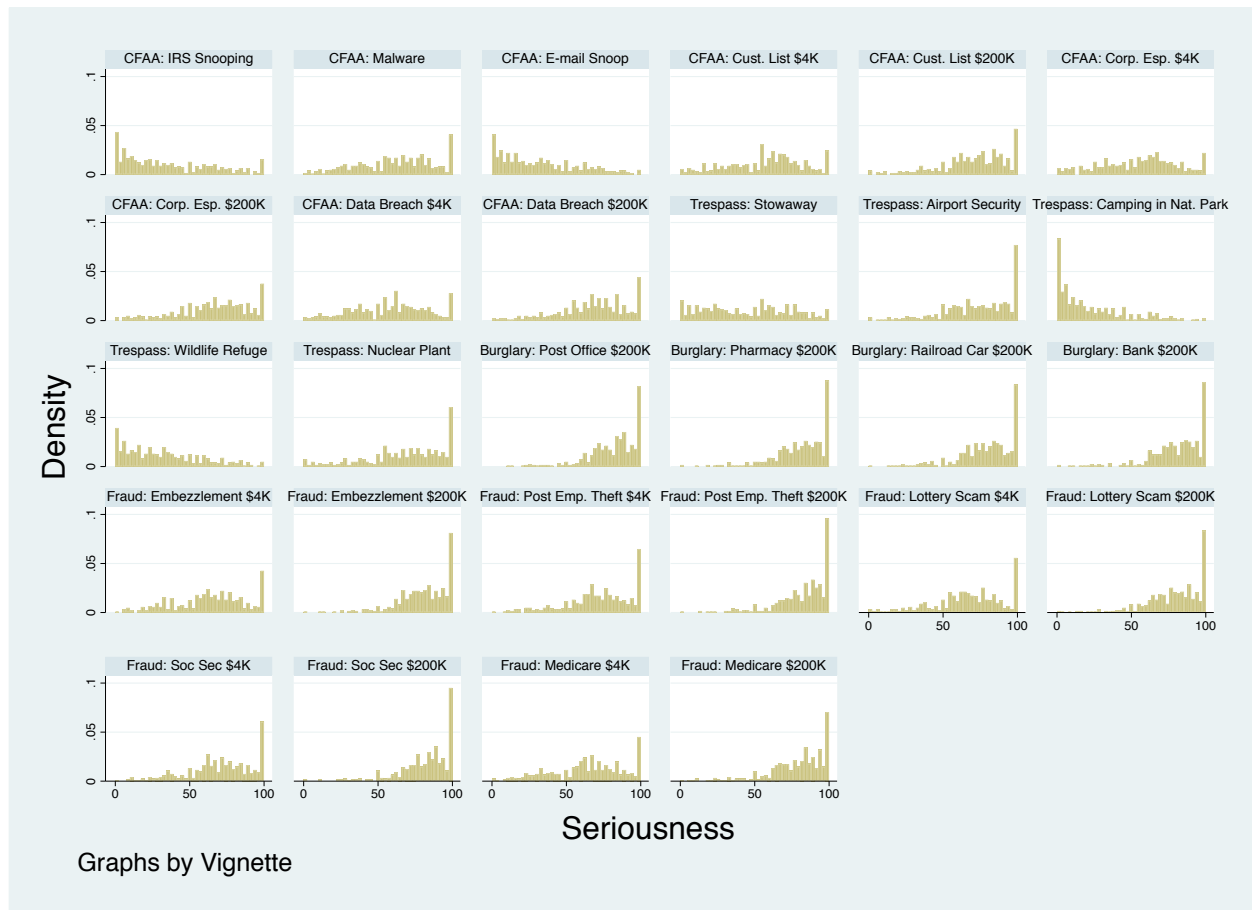 CFAA: IRS Snooping CFAA: Malware CFAA: E-mail Snoop CFAA: Cust. List $4K CFAA: Cust. List $200K CFAA: Corp. Esp. $4K
.1
.05
0
CFAA: Corp. Esp. $200K CFAA: Data Breach $4K CFAA: Data Breach $200K Trespass: Stowaway Trespass: Airport Security Trespass: Camping in Nat. Park
.1
.05
0
Trespass: Wildlife Refuge Trespass: Nuclear Plant Burglary: Post Office $200K Burglary: Pharmacy $200K Burglary: Railroad Car $200K Burglary: Bank $200K
.1
.05
0
Density
Fraud: Embezzlement $4K Fraud: Embezzlement $200K Fraud: Post Emp. Theft $4K Fraud: Post Emp. Theft $200K Fraud: Lottery Scam $4K Fraud: Lottery Scam $200K
.1
.05
0
0 50 100 0 50 100
Fraud: Soc Sec $4K Fraud: Soc Sec $200K Fraud: Medicare $4K Fraud: Medicare $200K
.1
.05
0
0 50 100 0 50 100 0 50 100 0 50 100
Seriousness
Graphs by Vignette